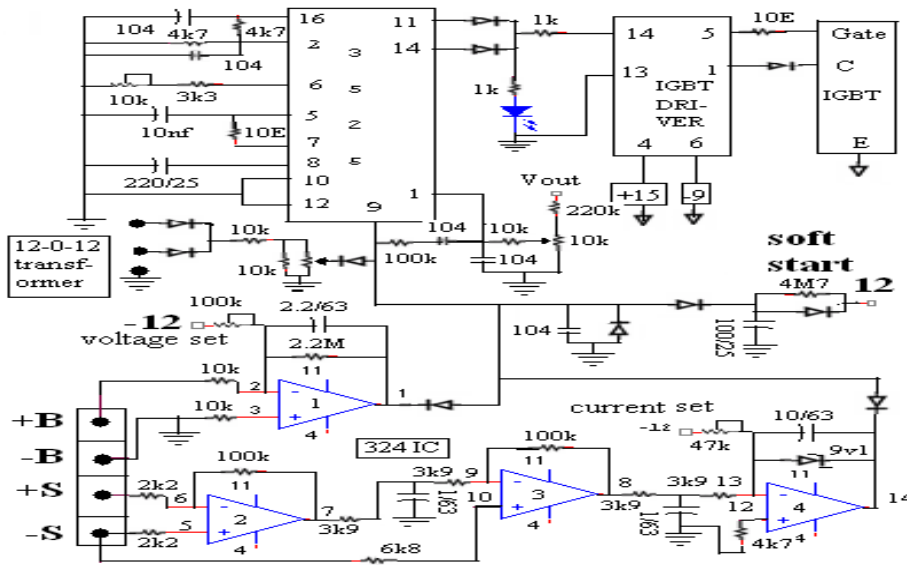 104
4k7
4k7
104
10k
3k3
10nf
10E
220/25
16
2
6
5
7
8
10
12
9
11
14
1
3
5
2
5
1k
1k
14
13
5
1
IGBT
DRI-
VER
4
6
+15
-9
10E
Gate
C
IGBT
E
12-0-12
transf-
ormer
10k
10k
100k
104
10k
104
Vout
220k
10k
soft
start
4M7
12
100/25
104
100k
-12
voltage set
2.2/63
2.2M
10k
10k
2
3
11
1
4
1
+B
-B
+S
-S
324 IC
2k2
2k2
6
5
100k
11
2
4
7
3k9
1/63
3k9
9
10
6k8
100k
11
3
4
8
3k9
1/63
3k9
13
12
4k7
current set
-12
47k
10/63
9v1
11
4
4
14